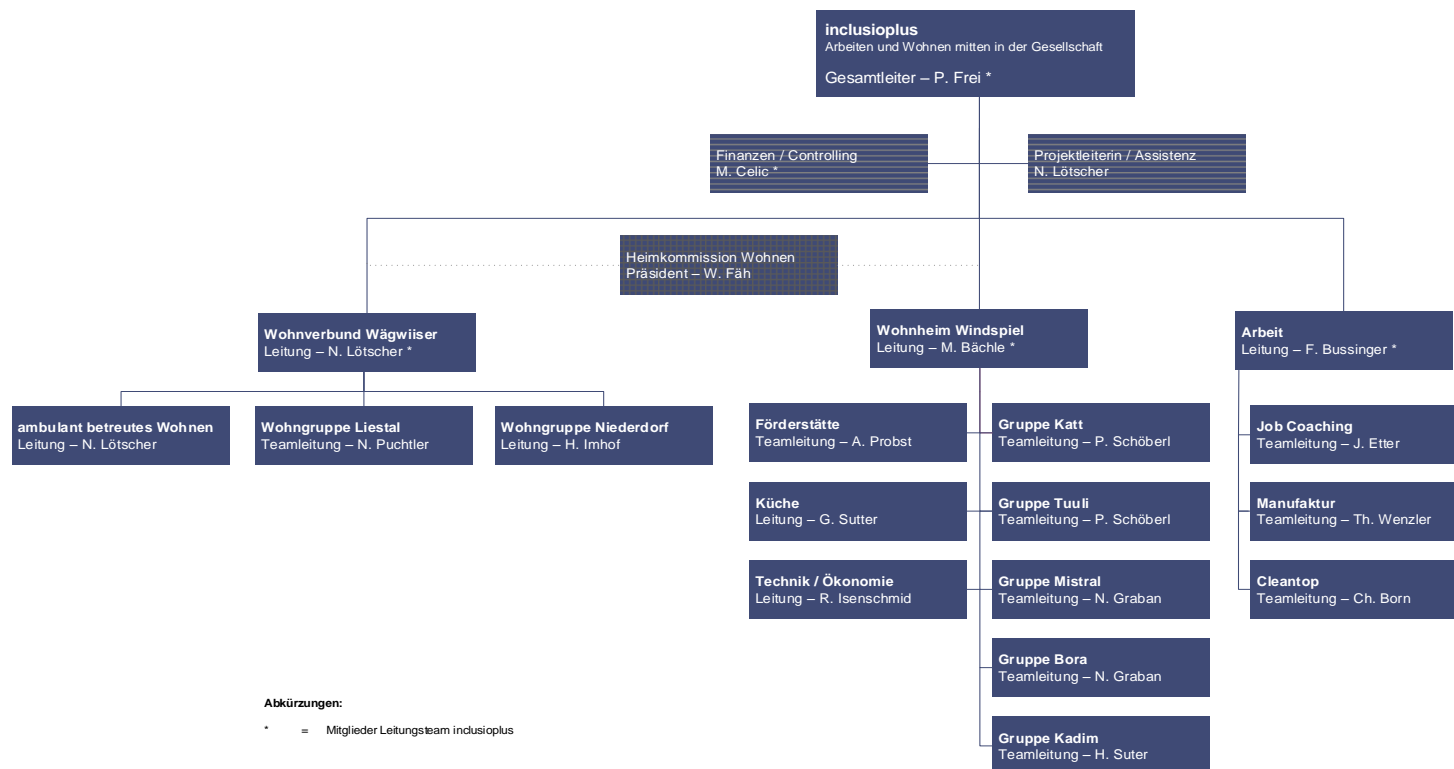 inclusioplus
Arbeiten und Wohnen mitten in der Gesellschaft
Gesamtleiter – P. Frei *
Finanzen / Controlling
M. Celic *
Projektleiterin / Assistenz
N. Lötscher
Heimkommission Wohnen
Präsident – W. Fäh
Wohnverbund Wägwiiser
Leitung – N. Lötscher *
Wohnheim Windspiel
Leitung – M. Bächle *
Arbeit
Leitung – F. Bussinger *
ambulant betreutes Wohnen
Leitung – N. Lötscher
Wohngruppe Liestal
Teamleitung – N. Puchtler
Wohngruppe Niederdorf
Leitung – H. Imhof
Förderstätte
Teamleitung – A. Probst
Gruppe Katt
Teamleitung – P. Schöberl
Job Coaching
Teamleitung – J. Etter
Küche
Leitung – G. Sutter
Gruppe Tuuli
Teamleitung – P. Schöberl
Manufaktur
Teamleitung – Th. Wenzler
Technik / Ökonomie
Leitung – R. Isenschmid
Gruppe Mistral
Teamleitung – N. Graban
Cleantop
Teamleitung – Ch. Born
Gruppe Bora
Teamleitung – N. Graban
Gruppe Kadim
Teamleitung – H. Suter
Abkürzungen:
* = Mitglieder Leitungsteam inclusioplus